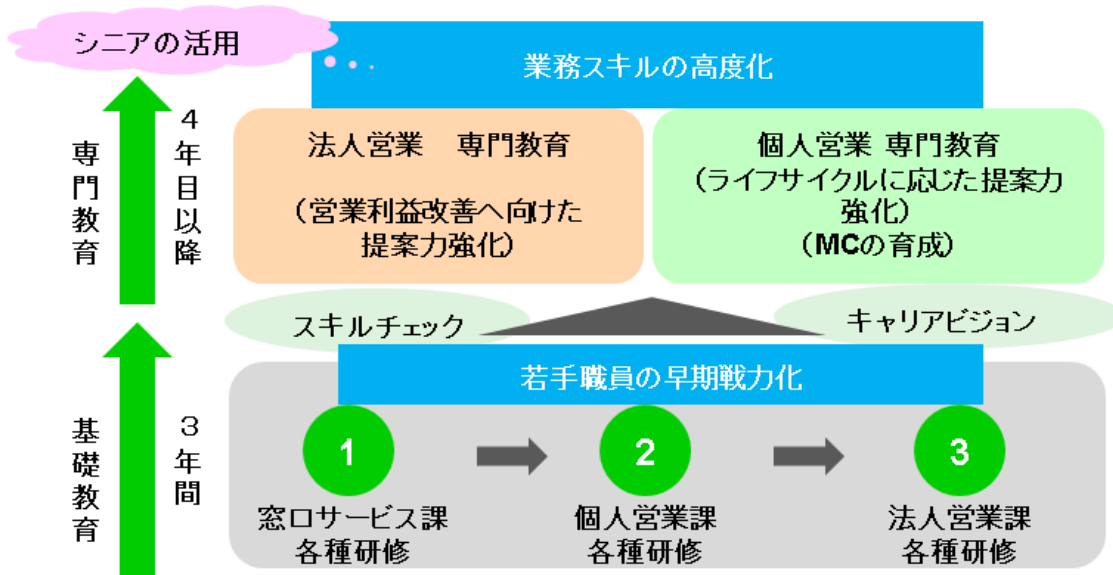 シニアの活用
業務スキルの高度化
専門教育
4年目以降
法人営業　専門教育
(営業利益改善へ向けた
提案力強化)
個人営業 専門教育
(ライフサイクルに応じた提案力
強化)
(MCの育成)
スキルチェック
キャリアビジョン
若手職員の早期戦力化
基礎教育
3年間
1
2
3
窓口サービス課
各種研修
個人営業課
各種研修
法人営業課
各種研修